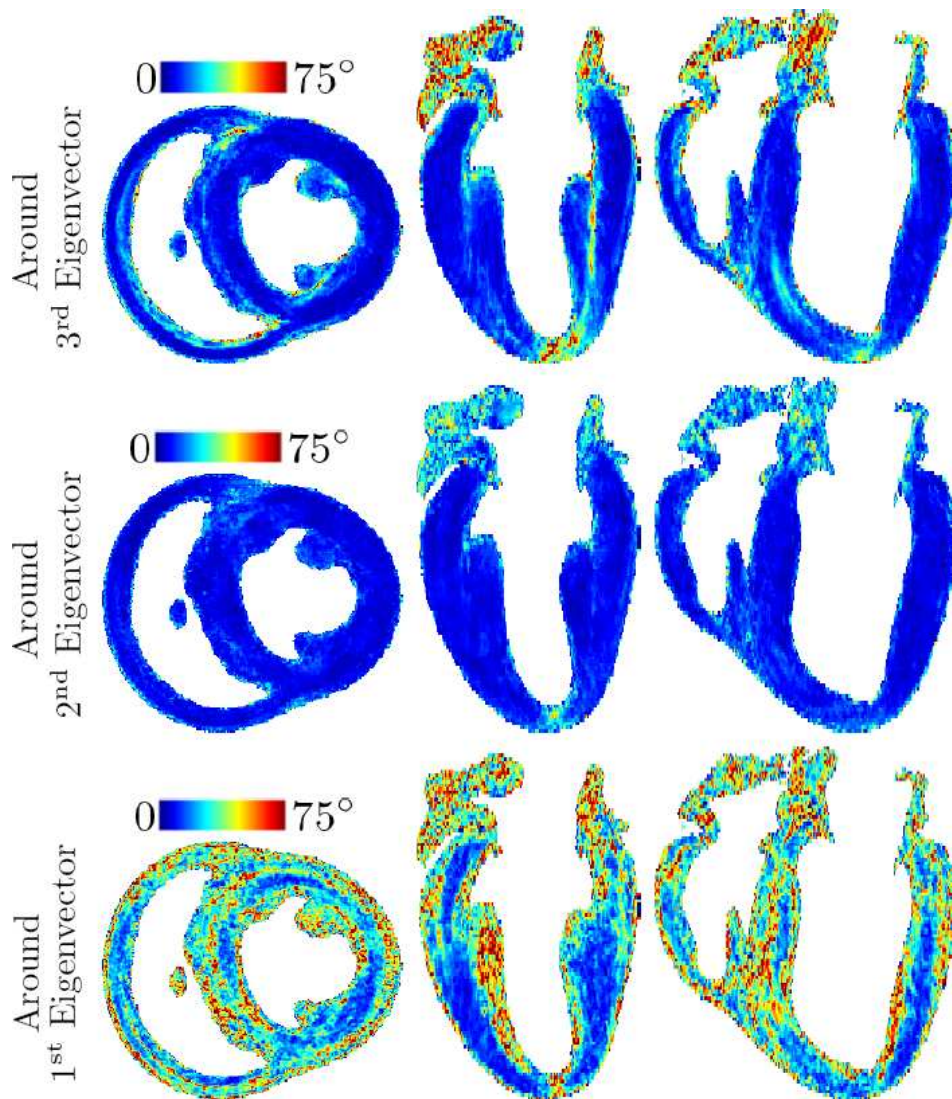 0 75°
Around
3rd Eigenvector
0 75°
Around
2nd Eigenvector
0 75°
Around
1st Eigenvector